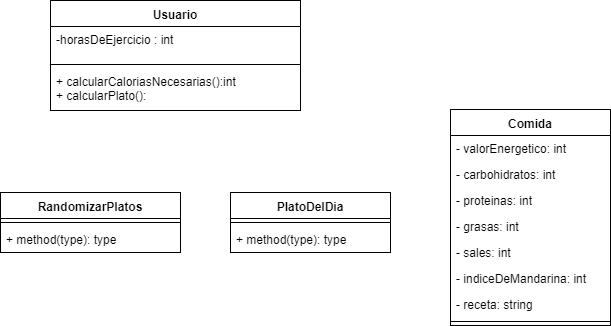 Usuario
-horasDeEjercicio : int
+ calcularCaloriasNecesarias():int
+ calcularPlato():
RandomizarPlatos
+ method(type): type
PlatoDelDia
+ method(type): type
Comida
- valorEnergetico: int
- carbohidratos: int
- proteinas: int
- grasas: int
- sales: int
- indiceDeMandarina: int
- receta: string